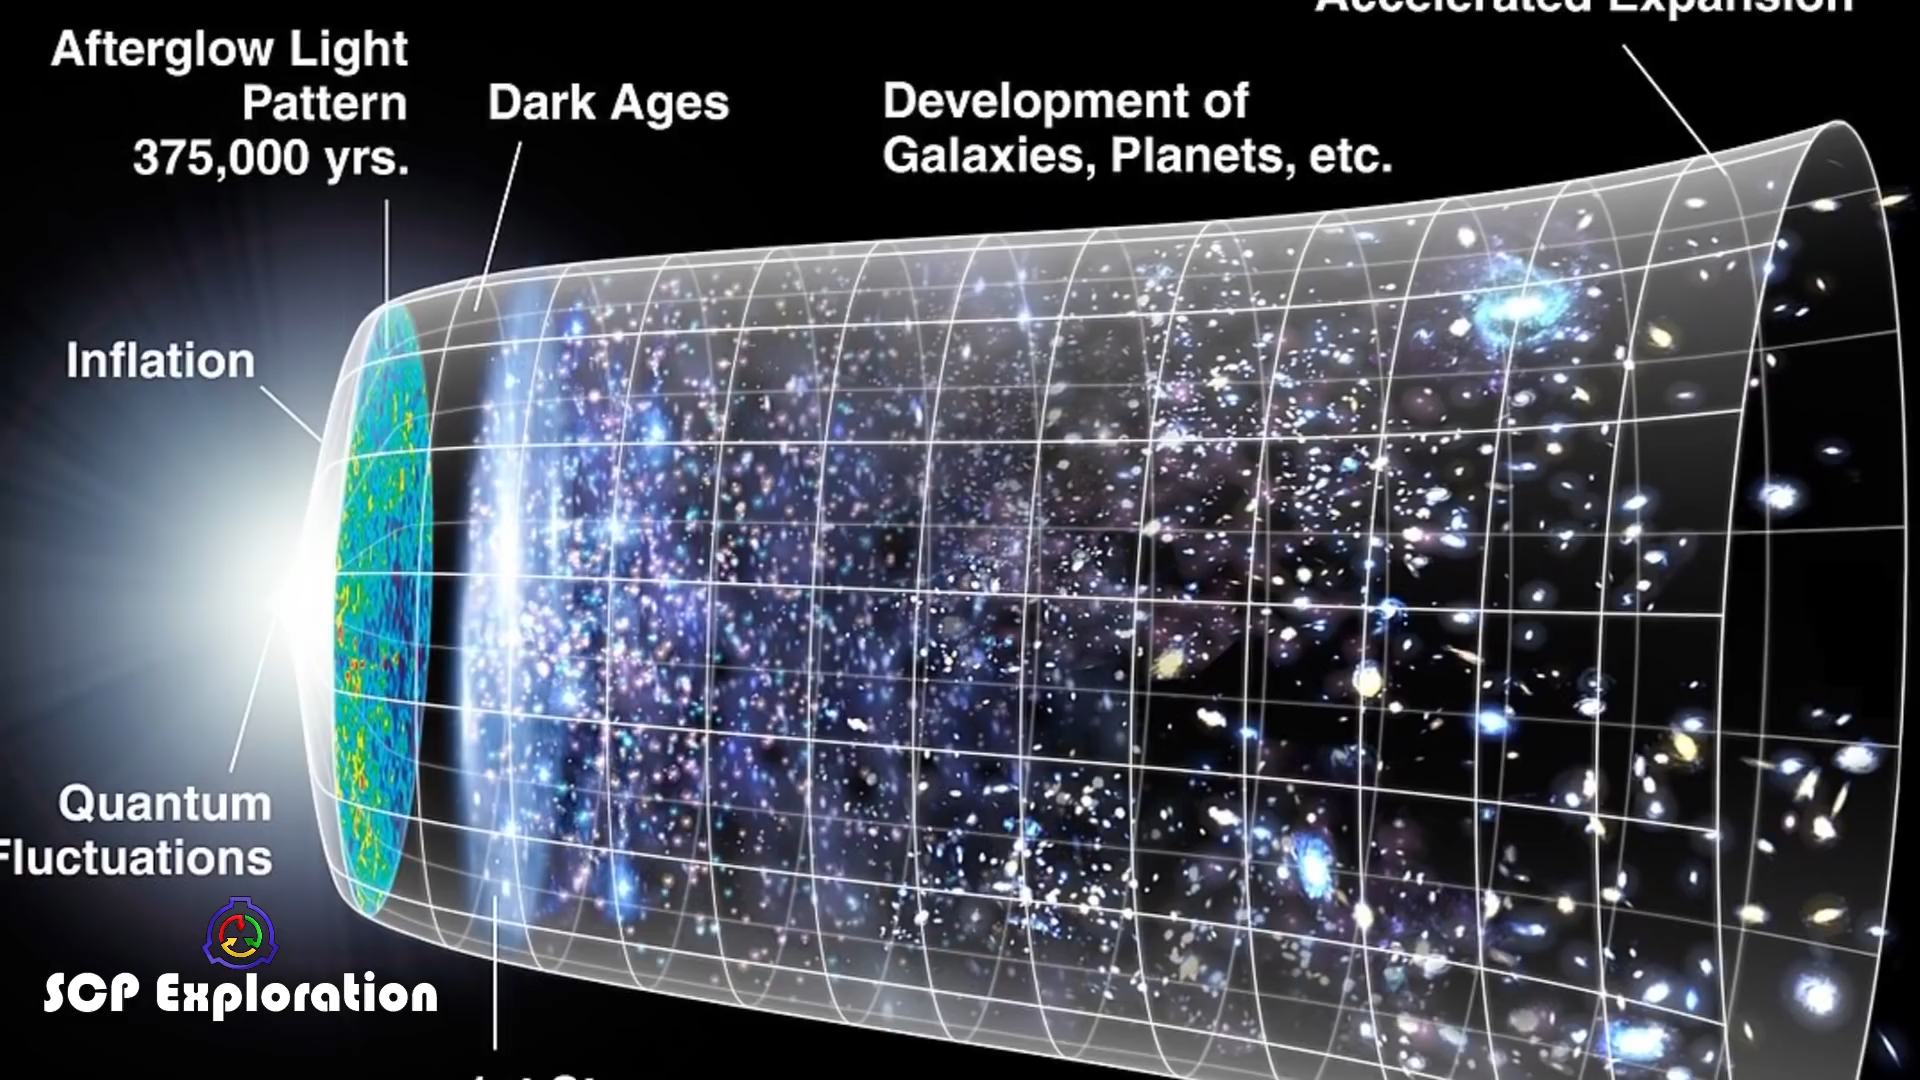 Accelerated Expansion
Afterglow Light
Pattern
375,000 yrs.
Dark Ages
Development of
Galaxies, Planets, etc.
Inflation
Quantum
Fluctuations
SCP Exploration